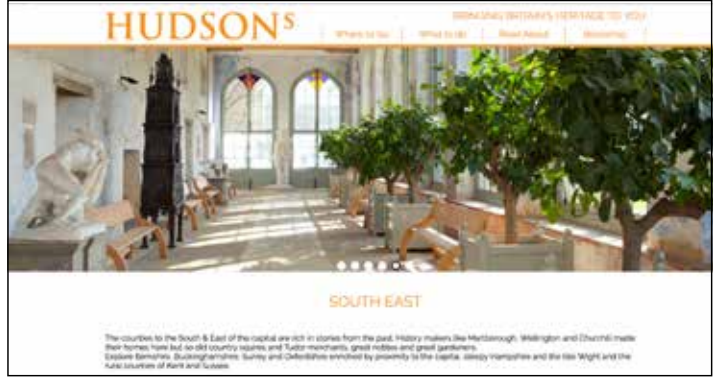 HUDSONS
BRINGING BRITAIN'S HERITAGE TO YOU
Where to Go What to do Read About
SOUTH EAST
The counties to the South & East of the capital are rich in stories from the past. History makers like Marlborough, Wellington and Churchill made
their homes here but so did country squires and Tudor merchants, great nobles and great gardeners.
Explore Berkshire, Buckinghamshire, Surrey and Oxfordshire enriched by proximity to the capital, sleepy Hampshire and the Isle Wight and the
rural counties of Kent and Sussex.